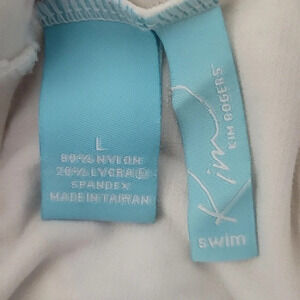 L
80% NYLON
20% LYCRA®
SPANDEX
MADE IN TAIWAN
Kim
KIM ROGERS®
swim